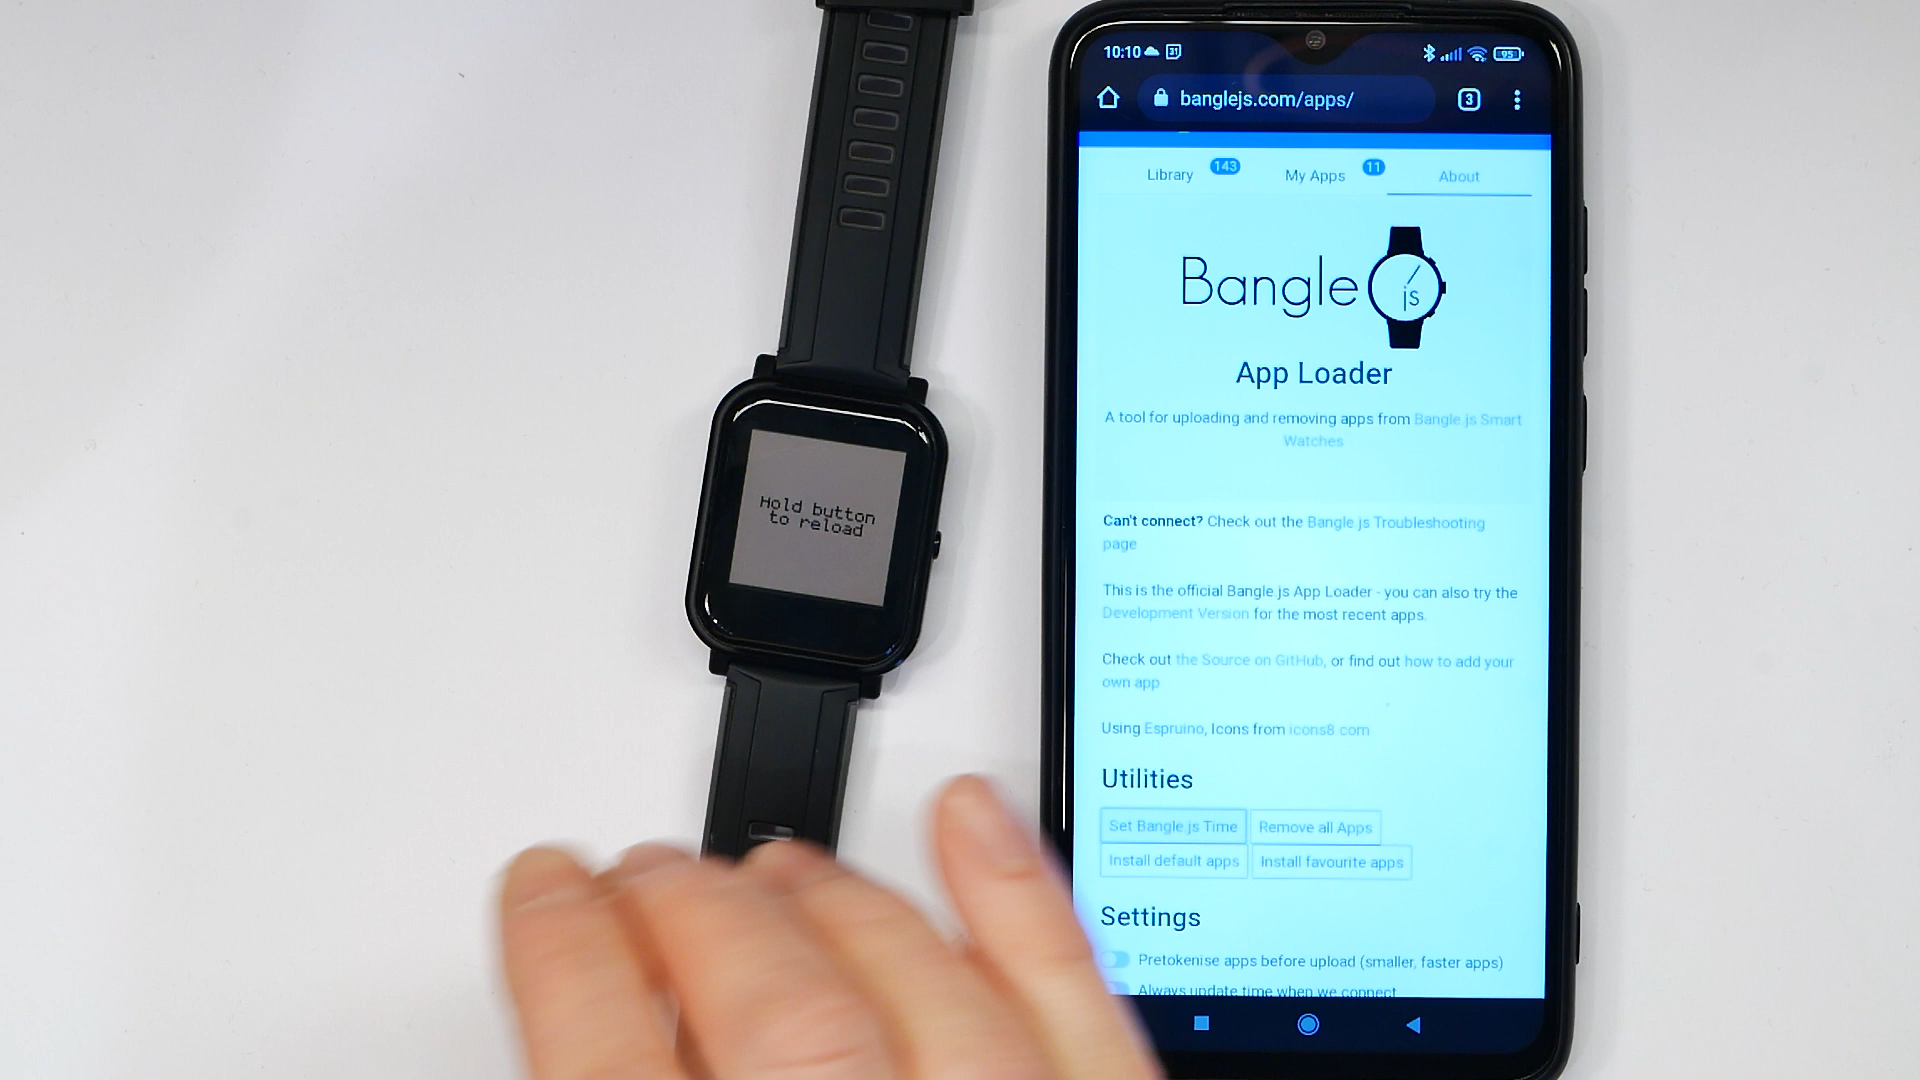 Hold button
to reload
10:10
31
95
banglejs.com/apps/
3
Library 143 My Apps 11 About
Bangle js
App Loader
A tool for uploading and removing apps from Bangle.js Smart
Watches
Can't connect? Check out the Bangle.js Troubleshooting
page
This is the official Bangle.js App Loader - you can also try the
Development Version for the most recent apps.
Check out the Source on GitHub, or find out how to add your
own app
Using Espruino, Icons from icons8.com
Utilities
Set Bangle.js Time Remove all Apps
Install default apps Install favourite apps
Settings
Pretokenise apps before upload (smaller, faster apps)
Always update time when we connect